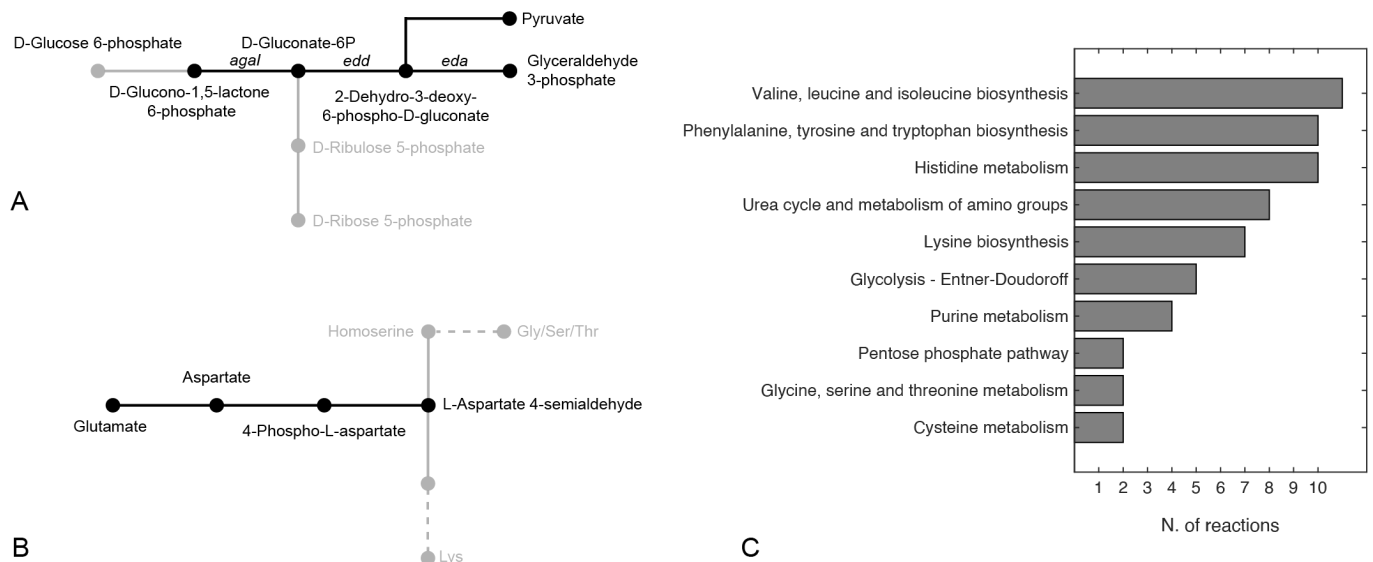 D-Glucose 6-phosphate
D-Gluconate-6P
Pyruvate
agal
edd
eda
Glyceraldehyde
3-phosphate
D-Glucono-1,5-lactone
6-phosphate
2-Dehydro-3-deoxy-
6-phospho-D-gluconate
D-Ribulose 5-phosphate
D-Ribose 5-phosphate
A
Homoserine
Gly/Ser/Thr
Aspartate
L-Aspartate 4-semialdehyde
Glutamate
4-Phospho-L-aspartate
Lys
B
Valine, leucine and isoleucine biosynthesis
Phenylalanine, tyrosine and tryptophan biosynthesis
Histidine metabolism
Urea cycle and metabolism of amino groups
Lysine biosynthesis
Glycolysis - Entner-Doudoroff
Purine metabolism
Pentose phosphate pathway
Glycine, serine and threonine metabolism
Cysteine metabolism
1 2 3 4 5 6 7 8 9 10
N. of reactions
C